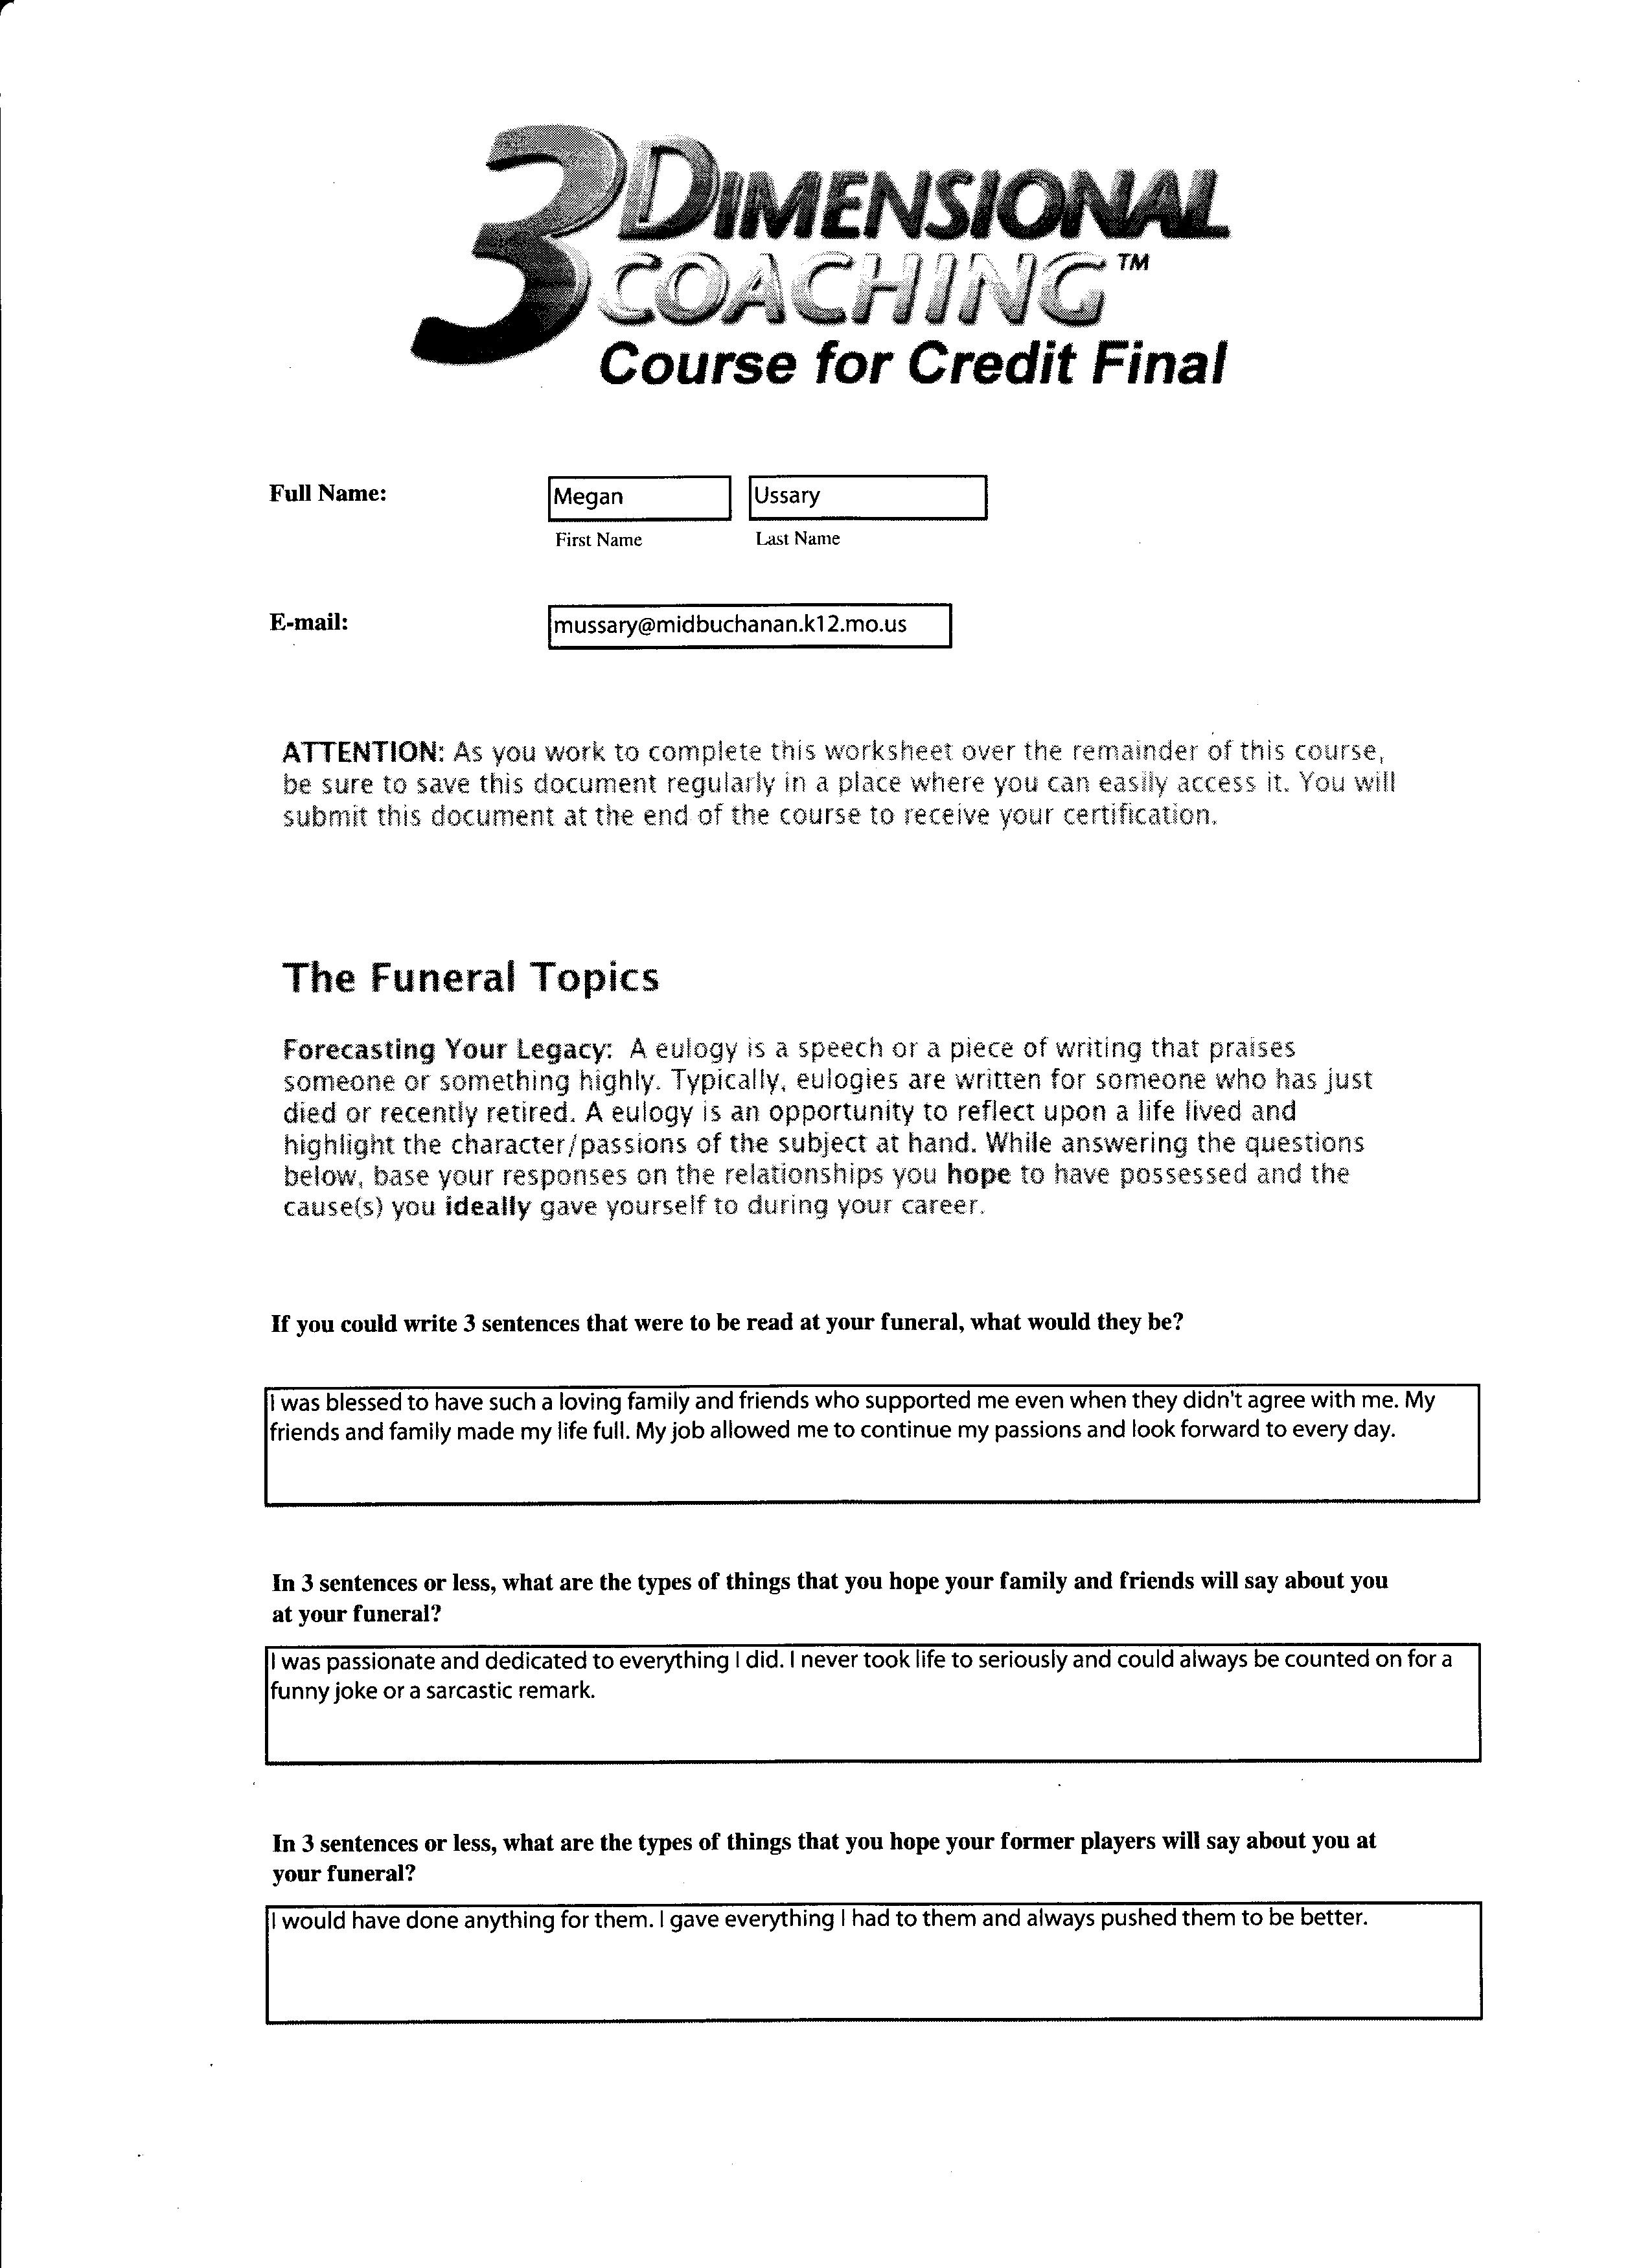 3 DIMENSIONAL
COACHING™
Course for Credit Final
Full Name:
Megan
Ussary
First Name
Last Name
E-mail:
mussary@midbuchanan.k12.mo.us
ATTENTION: As you work to complete this worksheet over the remainder of this course,
be sure to save this document regularly in a place where you can easily access it. You will
submit this document at the end of the course to receive your certification.
The Funeral Topics
Forecasting Your Legacy: A eulogy is a speech or a piece of writing that praises
someone or something highly. Typically, eulogies are written for someone who has just
died or recently retired. A eulogy is an opportunity to reflect upon a life lived and
highlight the character/passions of the subject at hand. While answering the questions
below, base your responses on the relationships you hope to have possessed and the
cause(s) you ideally gave yourself to during your career.
If you could write 3 sentences that were to be read at your funeral, what would they be?
I was blessed to have such a loving family and friends who supported me even when they didn't agree with me. My
friends and family made my life full. My job allowed me to continue my passions and look forward to every day.
In 3 sentences or less, what are the types of things that you hope your family and friends will say about you
at your funeral?
I was passionate and dedicated to everything I did. I never took life to seriously and could always be counted on for a
funny joke or a sarcastic remark.
In 3 sentences or less, what are the types of things that you hope your former players will say about you at
your funeral?
I would have done anything for them. I gave everything I had to them and always pushed them to be better.